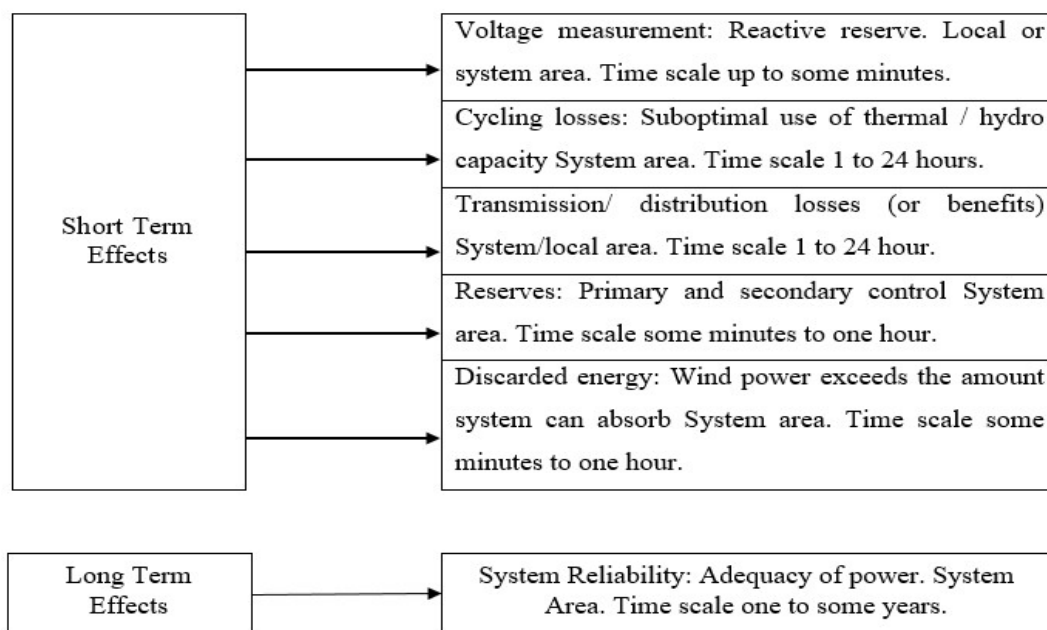 Short Term
Effects
Voltage measurement: Reactive reserve. Local or
system area. Time scale up to some minutes.
Cycling losses: Suboptimal use of thermal / hydro
capacity System area. Time scale 1 to 24 hours.
Transmission/ distribution losses (or benefits)
System/local area. Time scale 1 to 24 hour.
Reserves: Primary and secondary control System
area. Time scale some minutes to one hour.
Discarded energy: Wind power exceeds the amount
system can absorb System area. Time scale some
minutes to one hour.
Long Term
Effects
System Reliability: Adequacy of power. System
Area. Time scale one to some years.